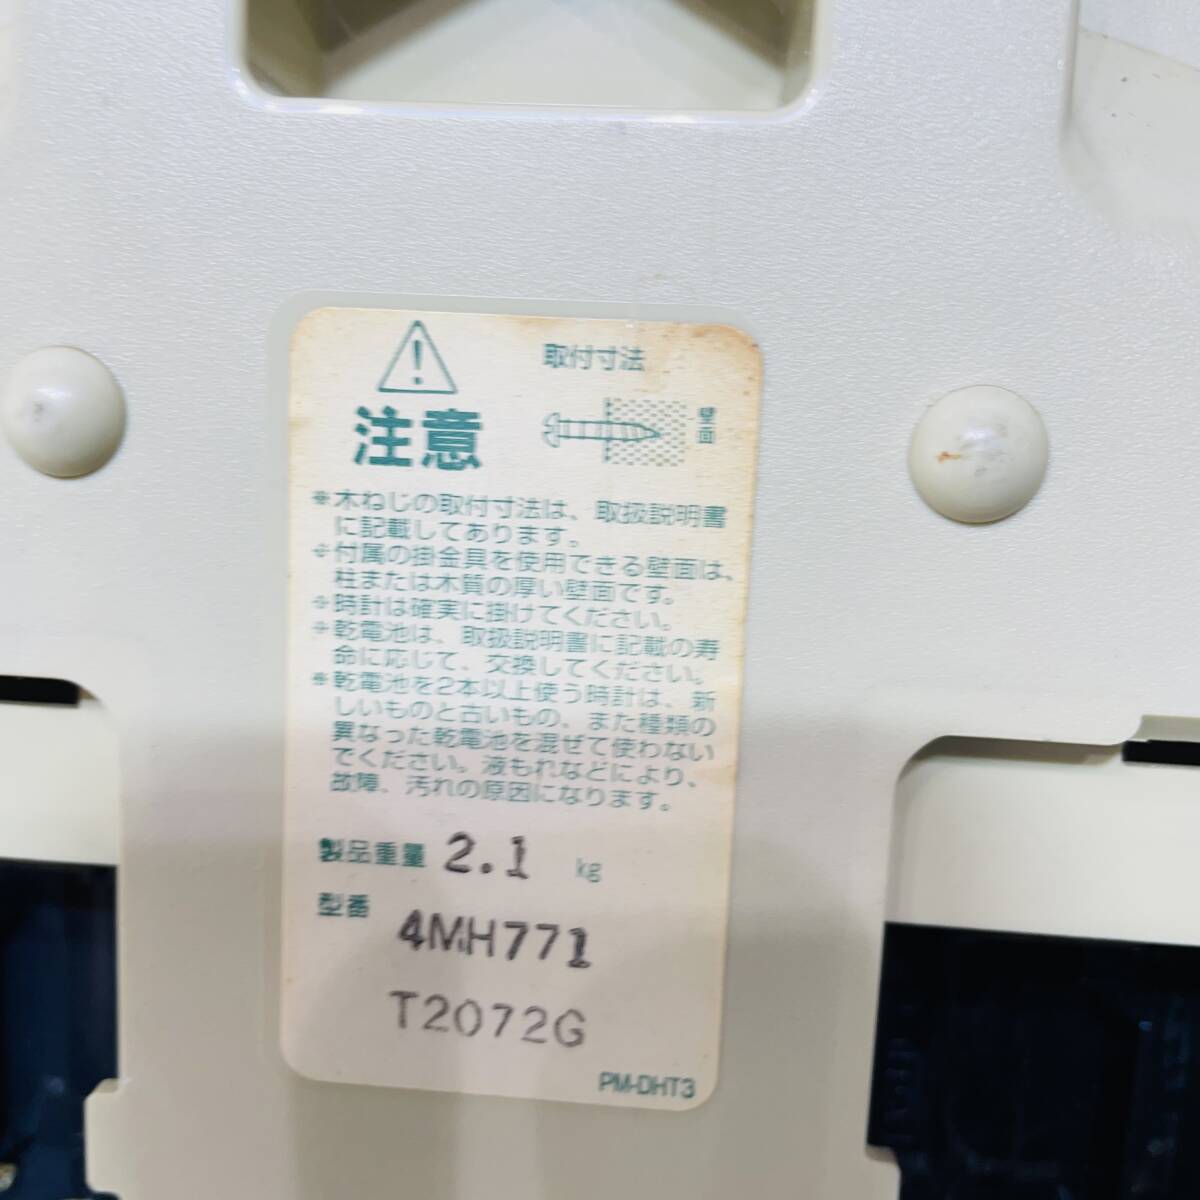 注意
取付寸法
壁面
※木ねじの取付寸法は、取扱説明書
に記載してあります。
※付属の掛金具を使用できる壁面は、
柱または木質の厚い壁面です。
※時計は確実に掛けてください。
※乾電池は、取扱説明書に記載の寿
命に応じて、交換してください。
※乾電池を2本以上使う時計は、新
しいものと古いもの、また種類の
異なった乾電池を混ぜて使わない
でください。液もれなどにより、
故障、汚れの原因になります。
製品重量 2.1 kg
型番 4MH771
T2072G
PM-DHT3